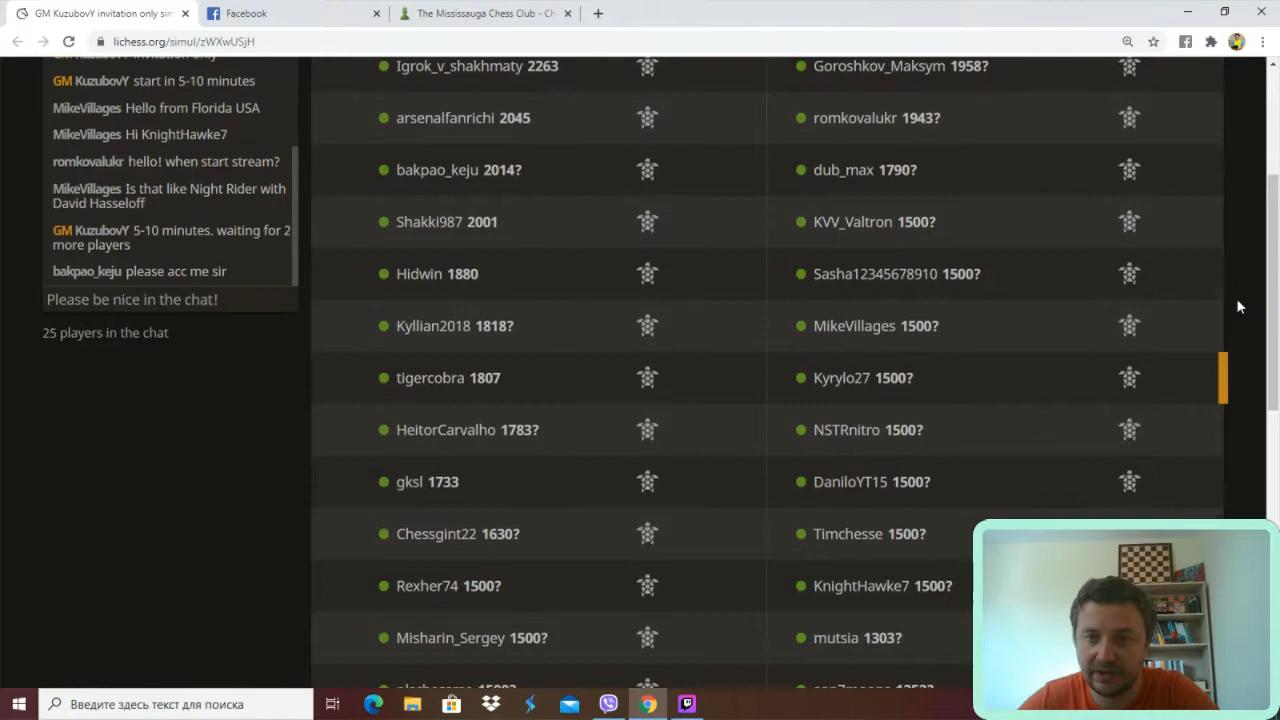 GM KuzubovY invitation only sim
Facebook
The Mississauga Chess Club - Ch
lichess.org/simul/zWXwUSjH
GM KuzubovY invitation only
GM KuzubovY start in 5-10 minutes
MikeVillages Hello from Florida USA
MikeVillages Hi KnightHawke7
romkovalukr hello! when start stream?
MikeVillages Is that like Night Rider with
David Hasseloff
GM KuzubovY 5-10 minutes. waiting for 2
more players
bakpao_keju please acc me sir
Please be nice in the chat!
25 players in the chat
Igrok_v_shakhmaty 2263
arsenalfanrichi 2045
bakpao_keju 2014?
Shakki987 2001
Hidwin 1880
Kyllian2018 1818?
tigercobra 1807
HeitorCarvalho 1783?
gksl 1733
Chessgint22 1630?
Rexher74 1500?
Misharin_Sergey 1500?
Goroshkov_Maksym 1958?
romkovalukr 1943?
dub_max 1790?
KVV_Valtron 1500?
Sasha12345678910 1500?
MikeVillages 1500?
Kyrylo27 1500?
NSTRnitro 1500?
DaniloYT15 1500?
Timchesse 1500?
KnightHawke7 1500?
mutsia 1303?
Введите здесь текст для поиска